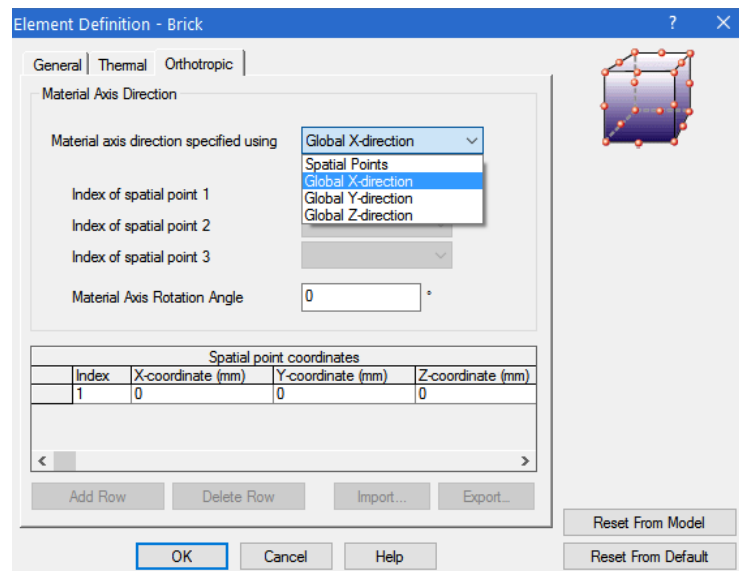 Element Definition - Brick ? ×
General Thermal Orthotropic
Material Axis Direction
Material axis direction specified using Global X-direction
Spatial Points
Global X-direction
Global Y-direction
Global Z-direction
Index of spatial point 1
Index of spatial point 2
Index of spatial point 3
Material Axis Rotation Angle 0 °
Spatial point coordinates
Index X-coordinate (mm) Y-coordinate (mm) Z-coordinate (mm)
1 0 0 0
Add Row Delete Row Import... Export...
Reset From Model
OK Cancel Help Reset From Default